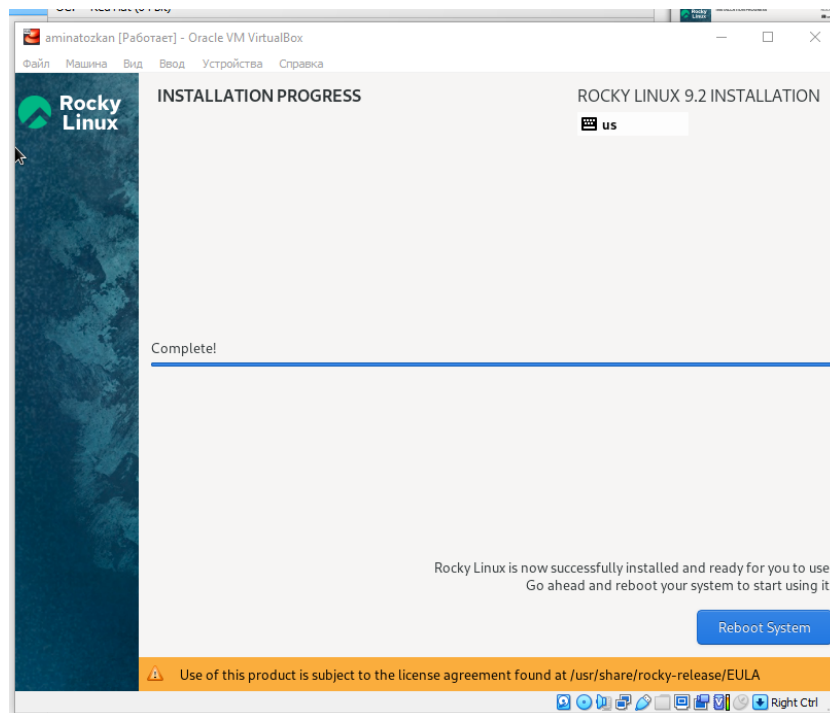 aminatozkan [Работает] - Oracle VM VirtualBox
Файл Машина Вид Ввод Устройства Справка
Rocky
Linux
INSTALLATION PROGRESS
ROCKY LINUX 9.2 INSTALLATION
us
Complete!
Rocky Linux is now successfully installed and ready for you to use
Go ahead and reboot your system to start using it
Reboot System
Use of this product is subject to the license agreement found at /usr/share/rocky-release/EULA
Right Ctrl